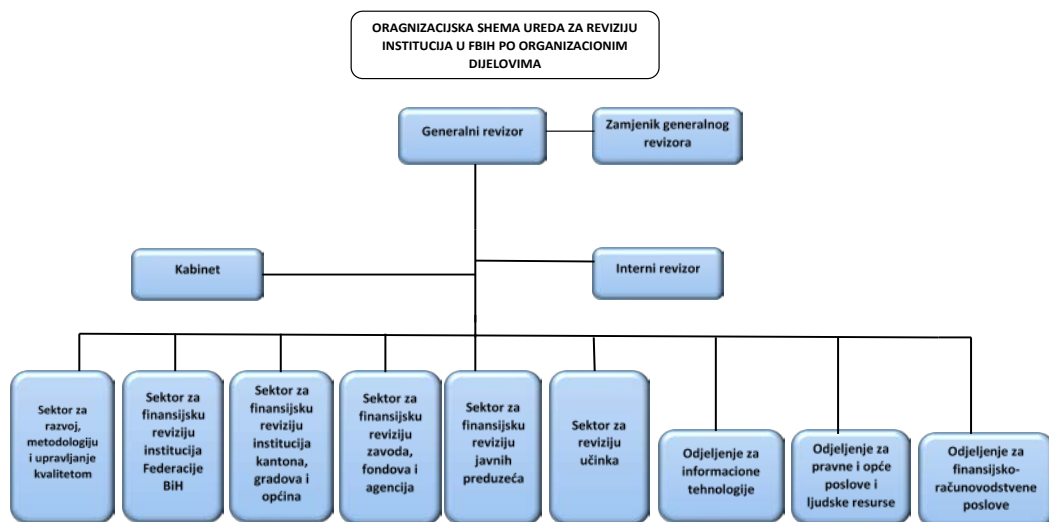 ORAGNIZACIJSKA SHEMA UREDA ZA REVIZIJU
INSTITUCIJA U FBIH PO ORGANIZACIONIM
DIJELOVIMA
Generalni revizor
Zamjenik generalnog
revizora
Kabinet
Interni revizor
Sektor za
razvoj,
metodologiju
i upravljanje
kvalitetom
Sektor za
finansijsku
reviziju
institucija
Federacije
BiH
Sektor za
finansijsku
reviziju
institucija
kantona,
gradova i
općina
Sektor za
finansijsku
reviziju
zavoda,
fondova i
agencija
Sektor za
finansijsku
reviziju
javnih
preduzeća
Sektor za
reviziju
učinka
Odjeljenje za
informacione
tehnologije
Odjeljenje za
pravne i opće
poslove i
ljudske resurse
Odjeljenje za
finansijsko-
računovodstvene
poslove